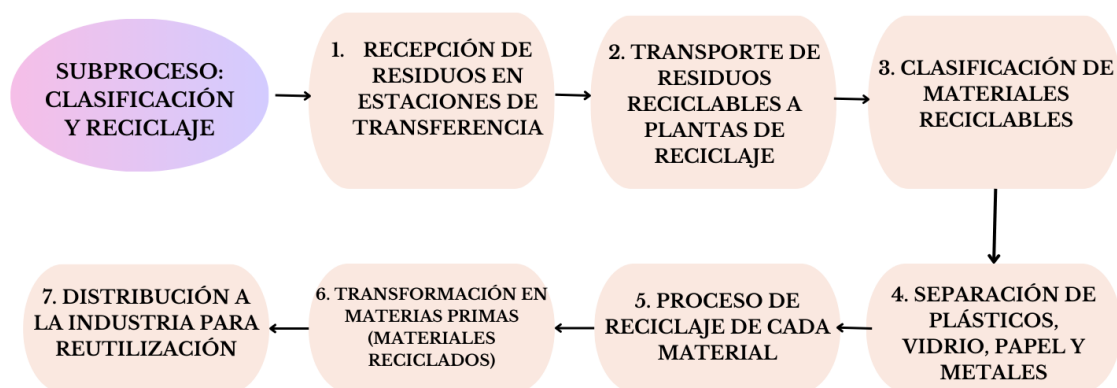 SUBPROCESO:
CLASIFICACIÓN
Y RECICLAJE
1. RECEPCIÓN DE
RESIDUOS EN
ESTACIONES DE
TRANSFERENCIA
2. TRANSPORTE DE
RESIDUOS
RECICLABLES A
PLANTAS DE
RECICLAJE
3. CLASIFICACIÓN DE
MATERIALES
RECICLABLES
4. SEPARACIÓN DE
PLÁSTICOS,
VIDRIO, PAPEL Y
METALES
5. PROCESO DE
RECICLAJE DE CADA
MATERIAL
6. TRANSFORMACIÓN EN
MATERIAS PRIMAS
(MATERIALES
RECICLADOS)
7. DISTRIBUCIÓN A
LA INDUSTRIA PARA
REUTILIZACIÓN